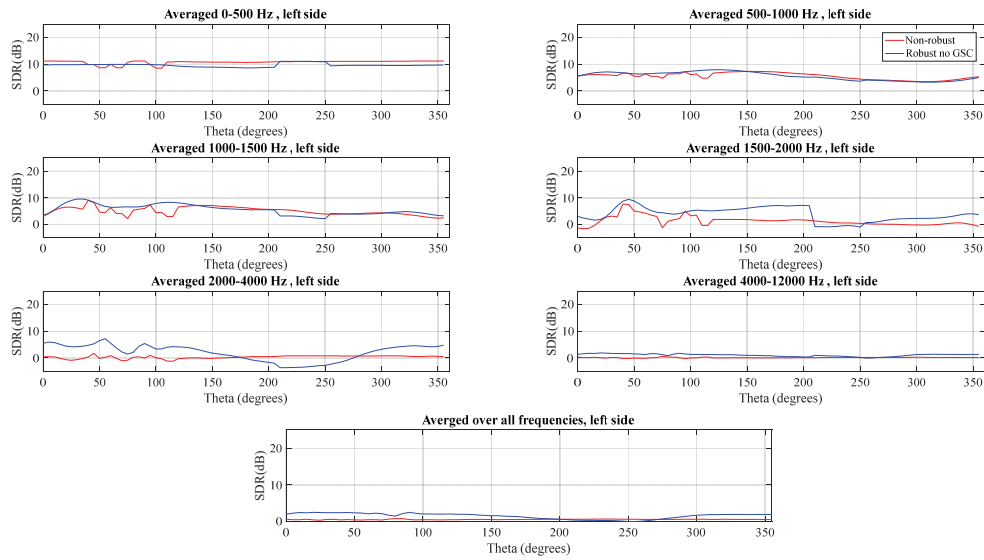 Averaged 0-500 Hz , left side
20
10
0
SDR(dB)
0 50 100 150 200 250 300 350
Theta (degrees)
Averaged 500-1000 Hz , left side
Non-robust
Robust no GSC
20
10
0
SDR(dB)
0 50 100 150 200 250 300 350
Theta (degrees)
Averaged 1000-1500 Hz , left side
20
10
0
SDR(dB)
0 50 100 150 200 250 300 350
Theta (degrees)
Averaged 1500-2000 Hz , left side
20
10
0
SDR(dB)
0 50 100 150 200 250 300 350
Theta (degrees)
Averaged 2000-4000 Hz , left side
20
10
0
SDR(dB)
0 50 100 150 200 250 300 350
Theta (degrees)
Averaged 4000-12000 Hz , left side
20
10
0
SDR(dB)
0 50 100 150 200 250 300 350
Theta (degrees)
Averged over all frequencies, left side
20
10
0
SDR(dB)
0 50 100 150 200 250 300 350
Theta (degrees)